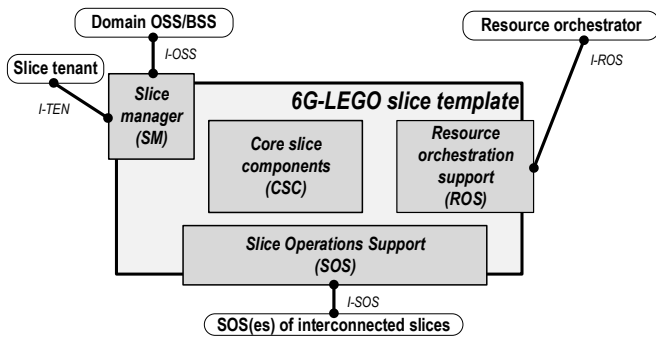 Domain OSS/BSS
Resource orchestrator
I-OSS
I-ROS
Slice tenant
I-TEN
Slice
manager
(SM)
6G-LEGO slice template
Core slice
components
(CSC)
Resource
orchestration
support
(ROS)
Slice Operations Support
(SOS)
I-SOS
SOS(es) of interconnected slices